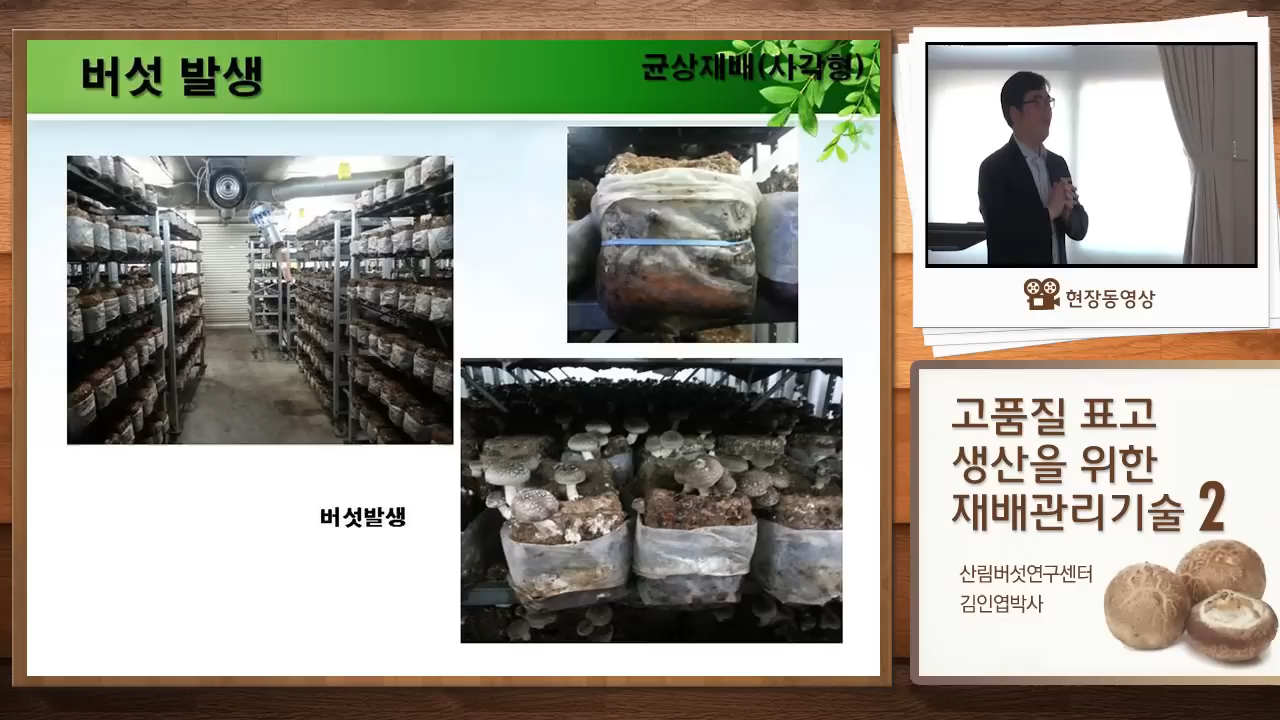 버섯 발생
균상재배(사각형)
버섯발생
현장동영상
고품질 표고
생산을 위한
재배관리기술 2
산림버섯연구센터
김인엽박사